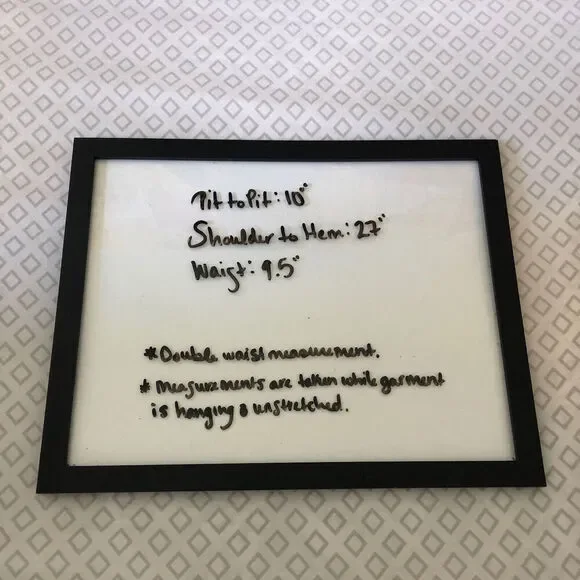 Pit to Pit: 10"
Shoulder to Hem: 27"
Waist: 9.5"
* Double waist measurement.
* Measurements are taken while garment
is hanging & unstretched.